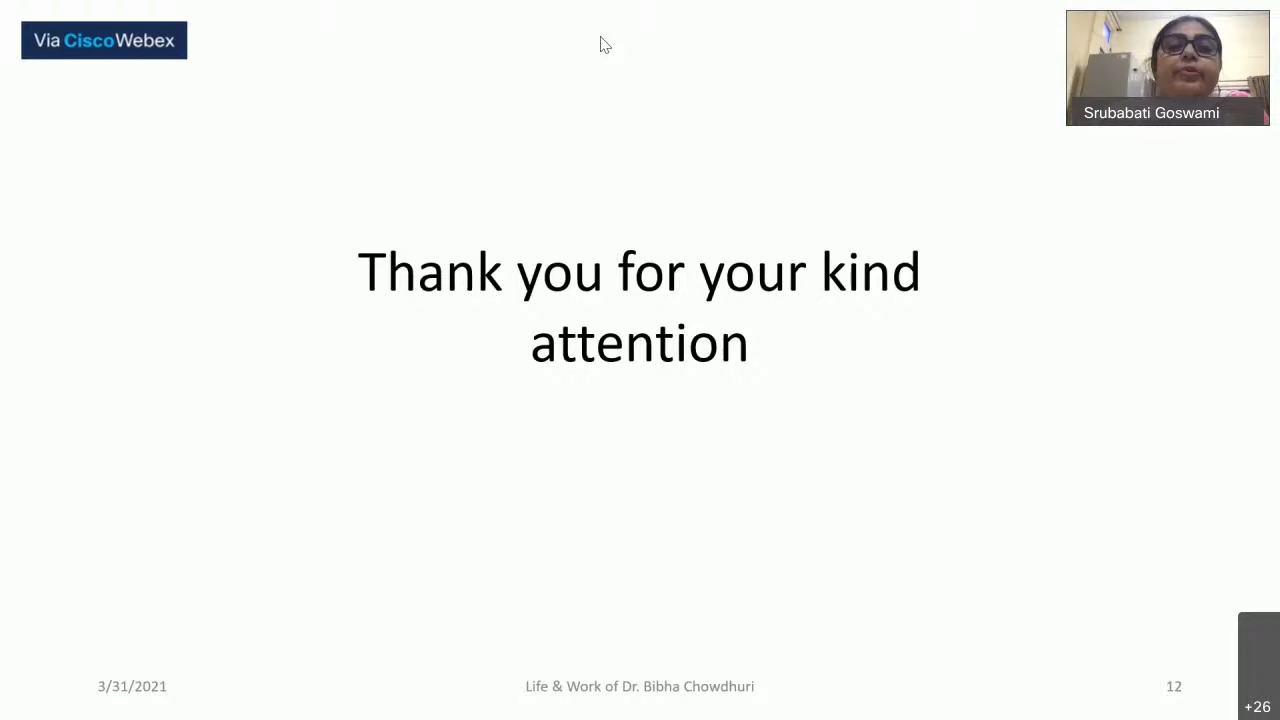 Via CiscoWebex
Srubabati Goswami
Thank you for your kind
attention
3/31/2021
Life & Work of Dr. Bibha Chowdhuri
12
+26